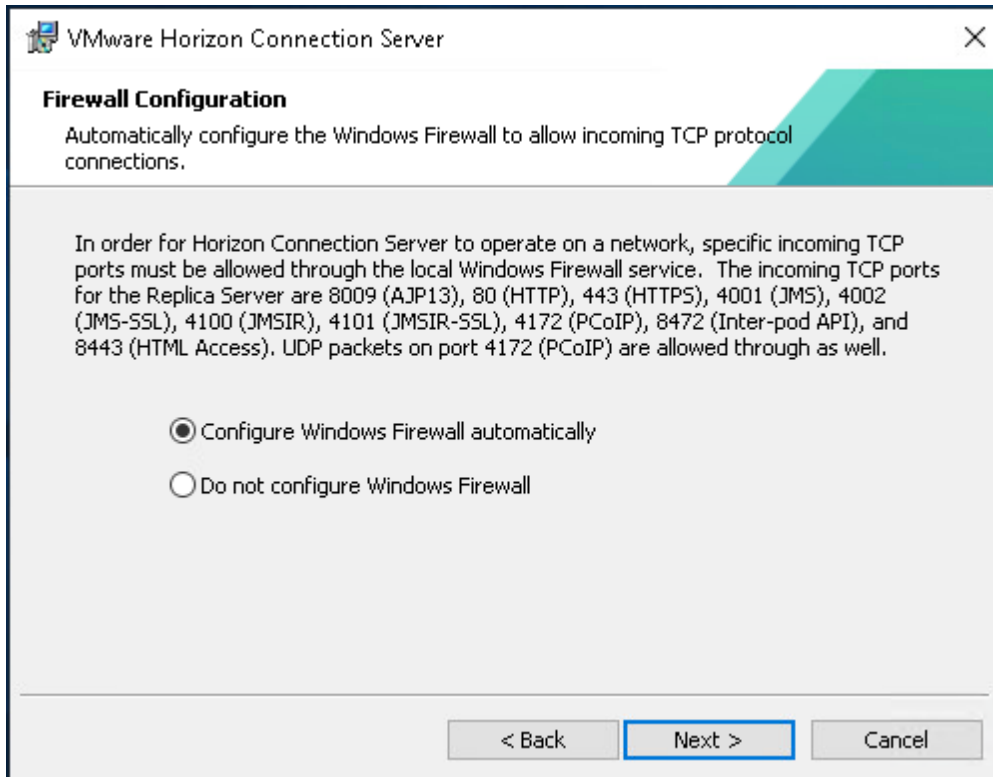 VMware Horizon Connection Server
Firewall Configuration
Automatically configure the Windows Firewall to allow incoming TCP protocol
connections.
In order for Horizon Connection Server to operate on a network, specific incoming TCP
ports must be allowed through the local Windows Firewall service. The incoming TCP ports
for the Replica Server are 8009 (AJP13), 80 (HTTP), 443 (HTTPS), 4001 (JMS), 4002
(JMS-SSL), 4100 (JMSIR), 4101 (JMSIR-SSL), 4172 (PCoIP), 8472 (Inter-pod API), and
8443 (HTML Access). UDP packets on port 4172 (PCoIP) are allowed through as well.
Configure Windows Firewall automatically
Do not configure Windows Firewall
< Back Next > Cancel